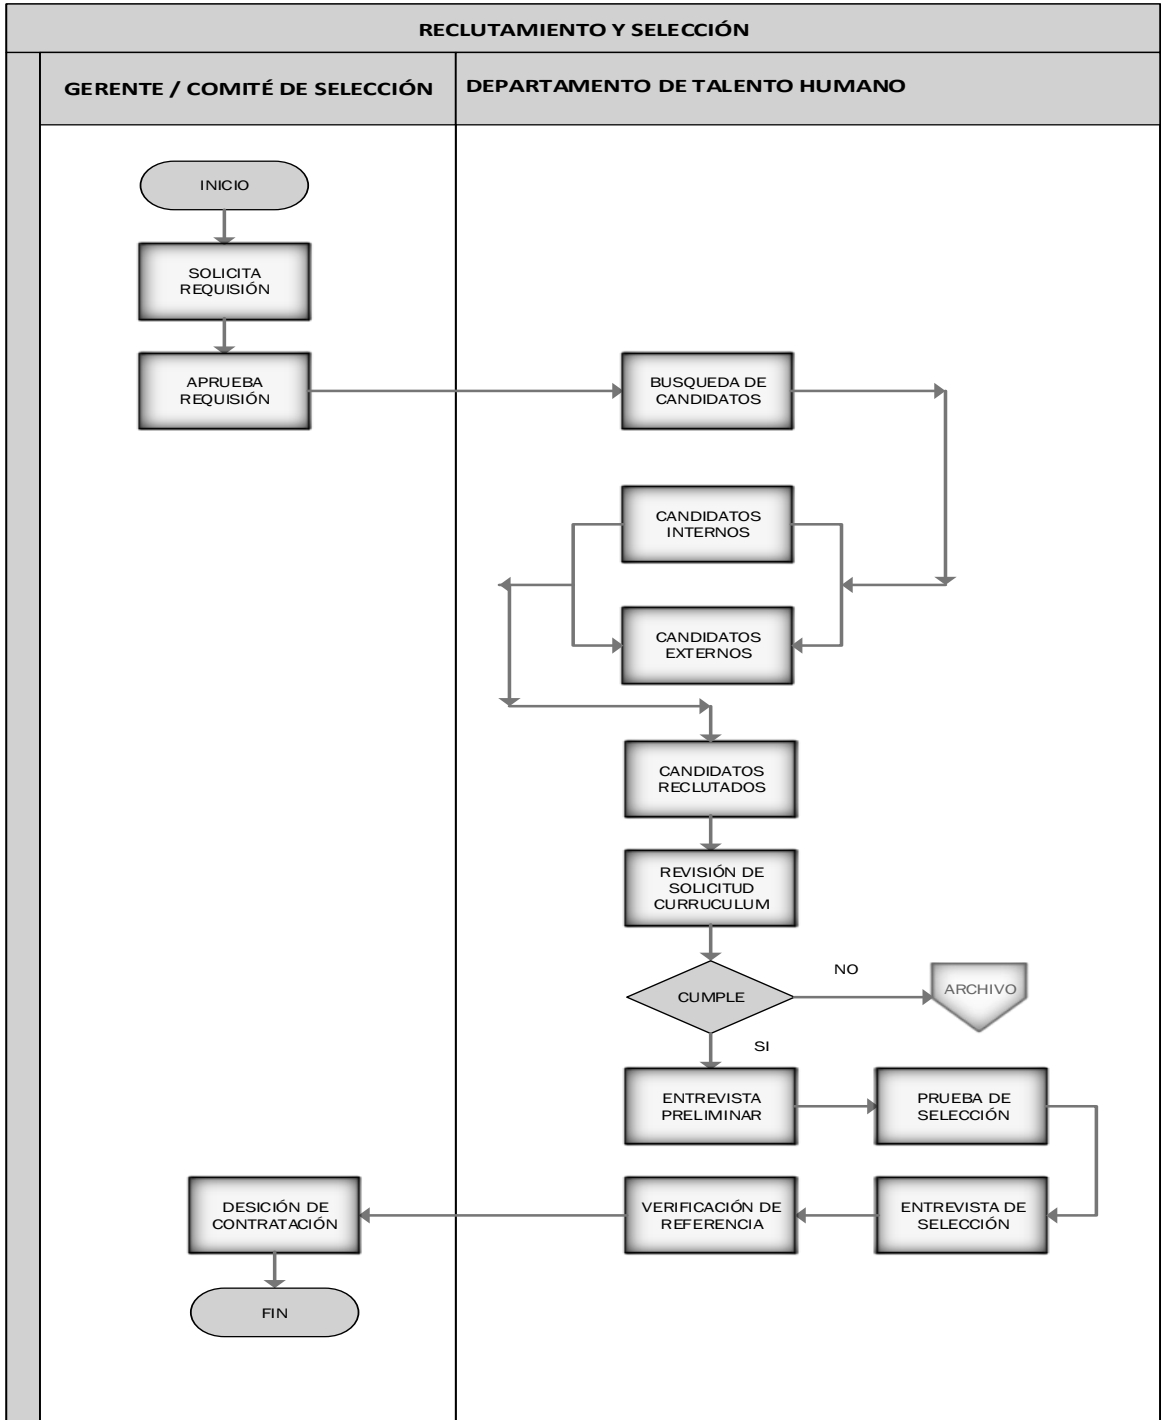 RECLUTAMIENTO Y SELECCIÓN
GERENTE / COMITÉ DE SELECCIÓN
DEPARTAMENTO DE TALENTO HUMANO
INICIO
SOLICITA
REQUISIÓN
APRUEBA
REQUISIÓN
BUSQUEDA DE
CANDIDATOS
CANDIDATOS
INTERNOS
CANDIDATOS
EXTERNOS
CANDIDATOS
RECLUTADOS
REVISIÓN DE
SOLICITUD
CURRUCULUM
CUMPLE
NO
ARCHIVO
SI
ENTREVISTA
PRELIMINAR
PRUEBA DE
SELECCIÓN
DESICIÓN DE
CONTRATACIÓN
VERIFICACIÓN DE
REFERENCIA
ENTREVISTA DE
SELECCIÓN
FIN